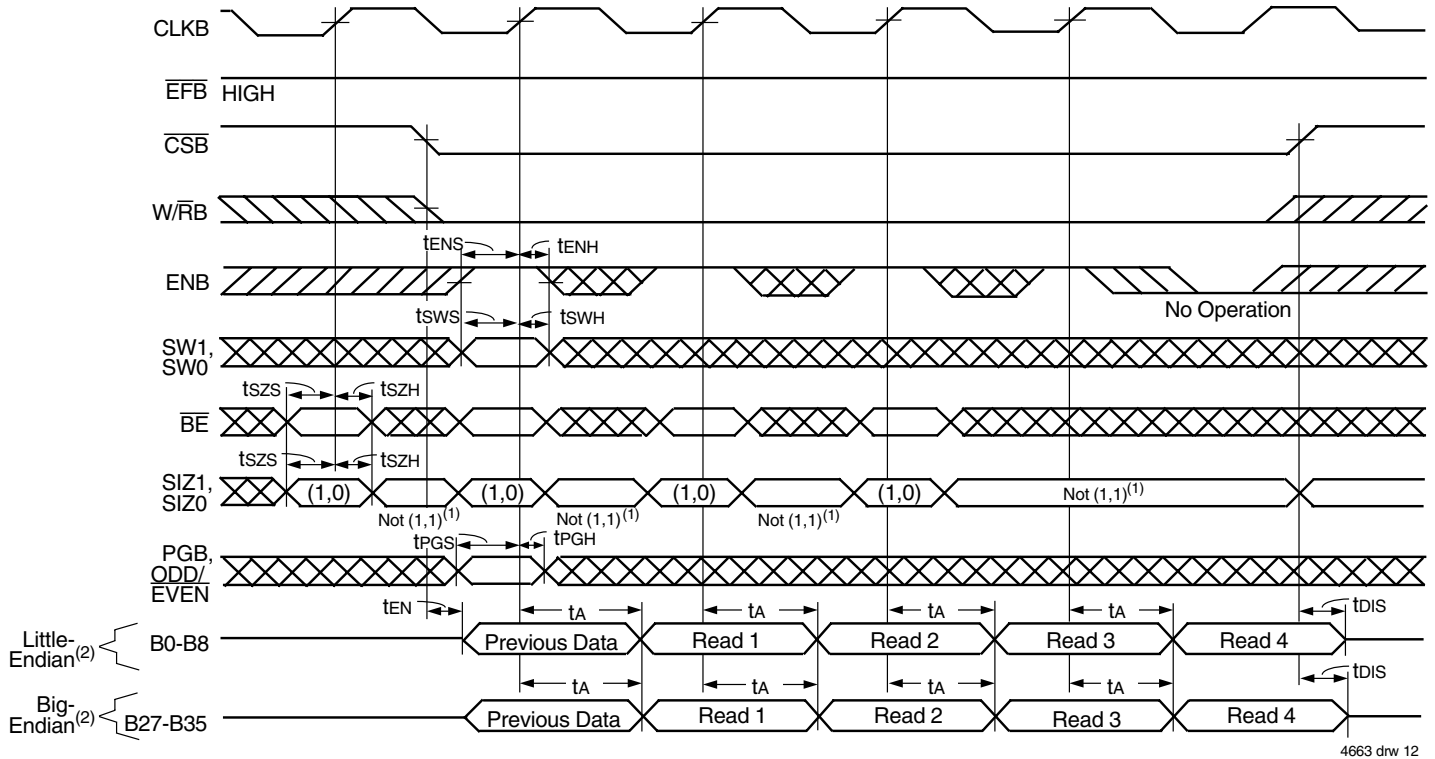 CLKB
EFB HIGH
CSB
W/RB
tENS tENH
ENB
No Operation
tSWS tSWH
SW1,
SW0
tSZS tSZH
BE
tSZS tSZH
SIZ1,
SIZ0
(1,0) (1,0) (1,0) (1,0) Not (1,1)(1)
Not (1,1)(1) Not (1,1)(1) Not (1,1)(1)
tPGS tPGH
PGB,
ODD/
EVEN
tEN tA tA tA tA tDIS
Little-
Endian(2) B0-B8 Previous Data Read 1 Read 2 Read 3 Read 4
tA tA tA tA tDIS
Big-
Endian(2) B27-B35 Previous Data Read 1 Read 2 Read 3 Read 4
4663 drw 12